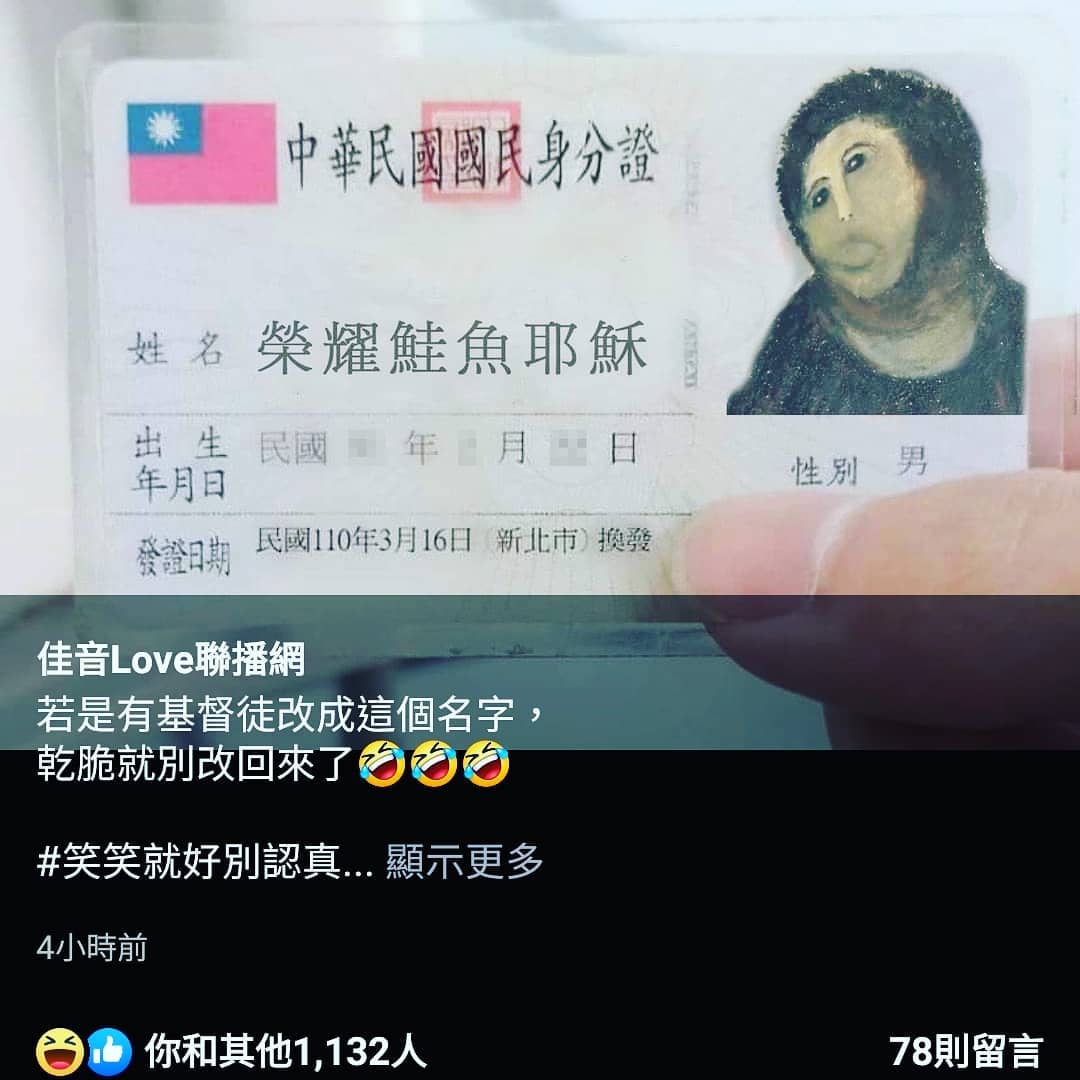 中華民國國民身分證
姓名 榮耀鮭魚耶穌
出生年月日 民國 年 月 日
性別 男
發證日期 民國110年3月16日(新北市)換發
佳音Love聯播網
若是有基督徒改成這個名字，
乾脆就別改回來了🤣🤣🤣
#笑笑就好別認真... 顯示更多
4小時前
你和其他1,132人
78則留言